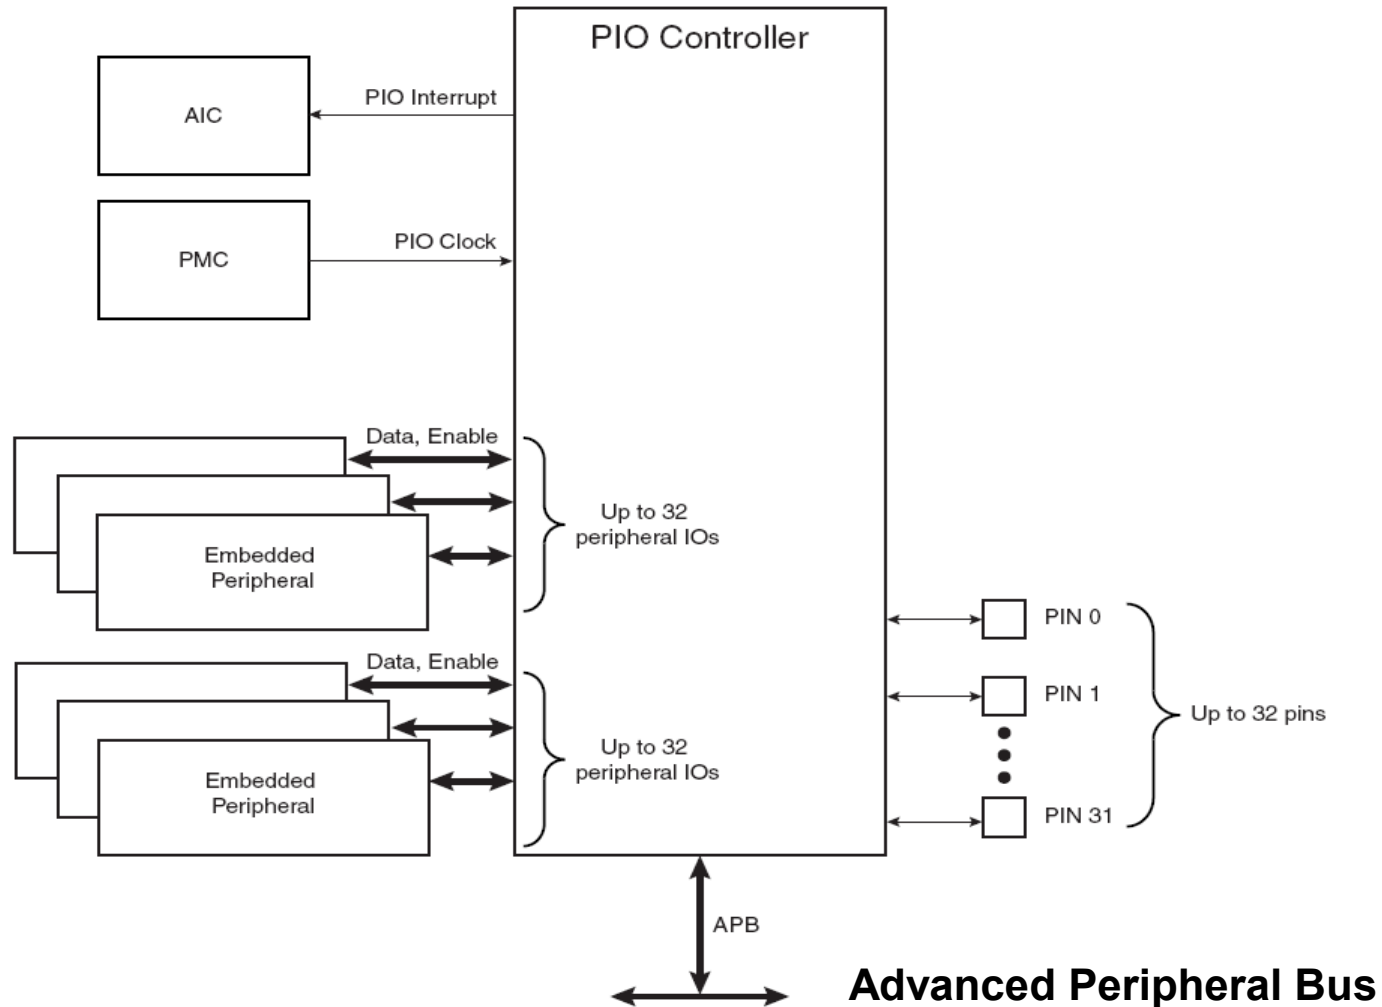 PIO Controller
AIC
PIO Interrupt
PMC
PIO Clock
Data, Enable
Up to 32
peripheral IOs
Embedded
Peripheral
Data, Enable
Up to 32
peripheral IOs
Embedded
Peripheral
PIN 0
PIN 1
Up to 32 pins
PIN 31
APB
Advanced Peripheral Bus